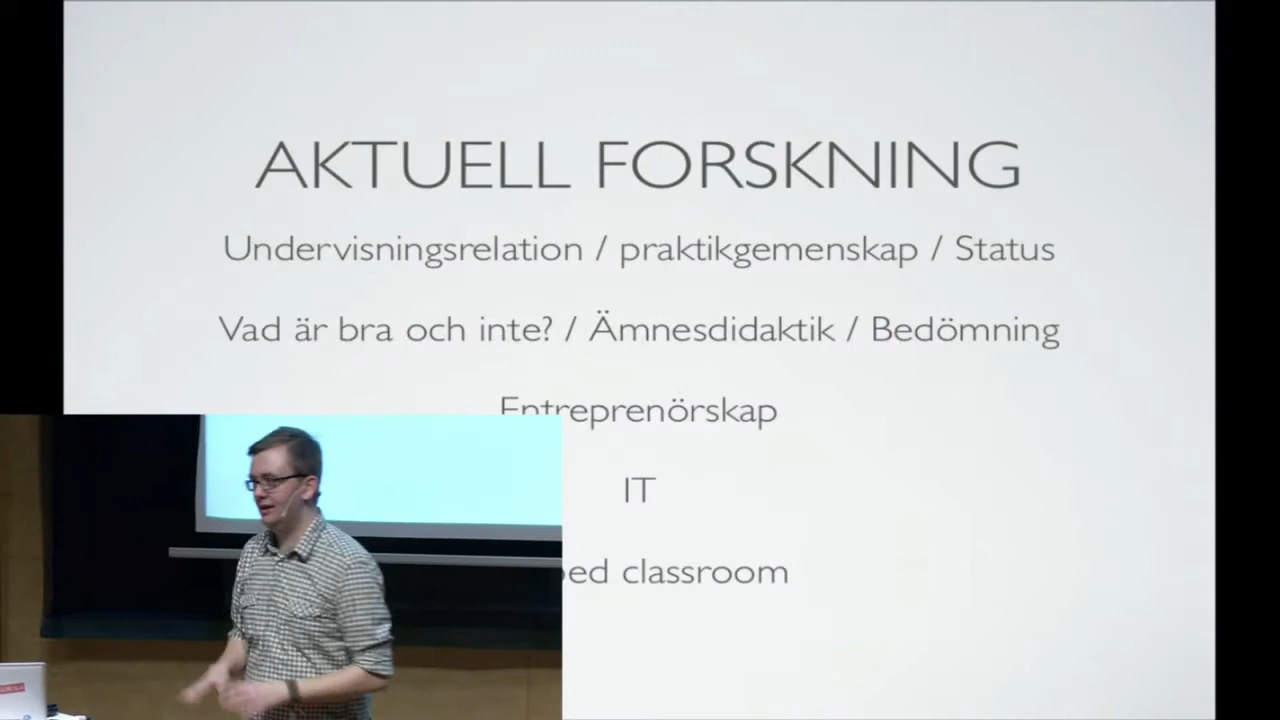 AKTUELL FORSKNING
Undervisningsrelation / praktikgemenskap / Status
Vad är bra och inte? / Ämnesdidaktik / Bedömning
Entreprenörskap
IT
classroom